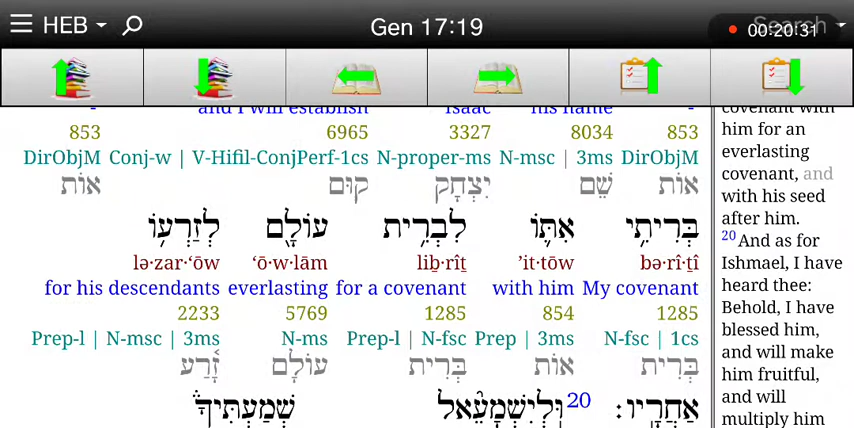 HEB
Gen 17:19
Search
00:20:31
and I will establish Isaac his name -
853 6965 3327 8034 853
DirObjM Conj-w | V-Hifil-ConjPerf-1cs N-proper-ms N-msc | 3ms DirObjM
אוֹת שֵׁם יִצְחָק קוּם אוֹת
בְּרִיתִ֥י אִתּ֛וֹ לִבְרִ֥ית עוֹלָ֖ם לְזַרְע֥וֹ
lə·zar·‘ōw ‘ō·w·lām liḇ·rîṯ ’it·tōw bə·rî·ṯî
for his descendants everlasting for a covenant with him My covenant
2233 5769 1285 854 1285
Prep-l | N-msc | 3ms N-ms Prep-l | N-fsc Prep | 3ms N-fsc | 1cs
בְּרִית אוֹת בְּרִית עוֹלָם זֶרַע
אַחֲרָֽיו׃ 20 וּֽלְיִשְׁמָעֵאל֮ שְׁמַעְתִּיךָ֒
covenant with
him for an
everlasting
covenant, and
with his seed
after him.
20 And as for
Ishmael, I have
heard thee:
Behold, I have
blessed him,
and will make
him fruitful,
and will
multiply him